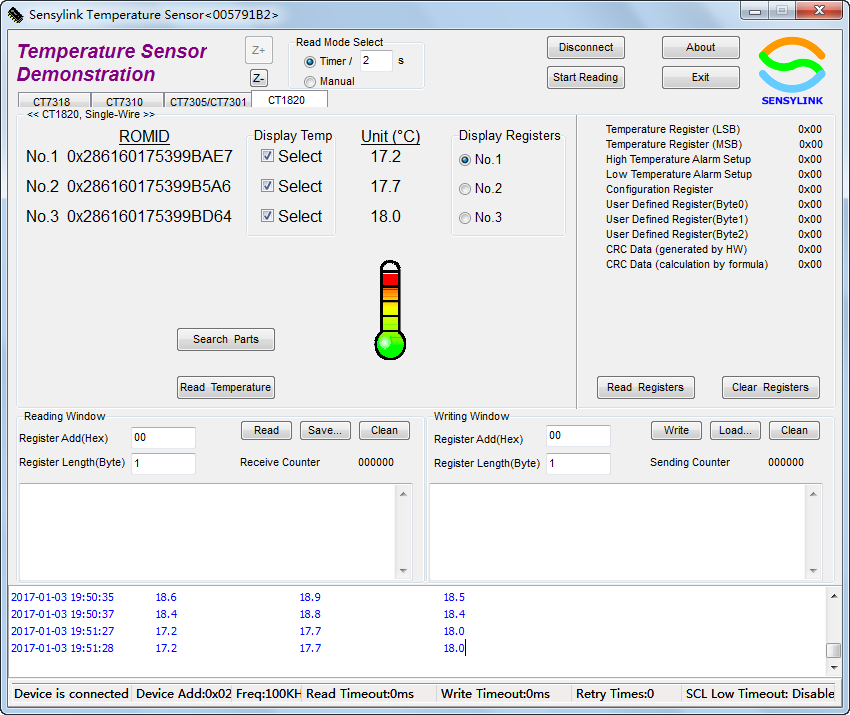 Sensylink Temperature Sensor<005791B2>
Temperature Sensor
Demonstration
Z+
Z-
Read Mode Select
Timer / 2 s
Manual
Disconnect
About
Start Reading
Exit
SENSYLINK
CT7318 CT7310 CT7305/CT7301 CT1820
<< CT1820, Single-Wire >>
ROMID Display Temp Unit (°C) Display Registers
No.1 0x286160175399BAE7 Select 17.2 No.1
No.2 0x286160175399B5A6 Select 17.7 No.2
No.3 0x286160175399BD64 Select 18.0 No.3
Temperature Register (LSB) 0x00
Temperature Register (MSB) 0x00
High Temperature Alarm Setup 0x00
Low Temperature Alarm Setup 0x00
Configuration Register 0x00
User Defined Register(Byte0) 0x00
User Defined Register(Byte1) 0x00
User Defined Register(Byte2) 0x00
CRC Data (generated by HW) 0x00
CRC Data (calculation by formula) 0x00
Search Parts
Read Temperature
Read Registers
Clear Registers
Reading Window
Register Add(Hex) 00 Read Save... Clean
Register Length(Byte) 1 Receive Counter 000000
Writing Window
Register Add(Hex) 00 Write Load... Clean
Register Length(Byte) 1 Sending Counter 000000
2017-01-03 19:50:35 18.6 18.9 18.5
2017-01-03 19:50:37 18.4 18.8 18.4
2017-01-03 19:51:27 17.2 17.7 18.0
2017-01-03 19:51:28 17.2 17.7 18.0
Device is connected Device Add:0x02 Freq:100KH Read Timeout:0ms Write Timeout:0ms Retry Times:0 SCL Low Timeout: Disable